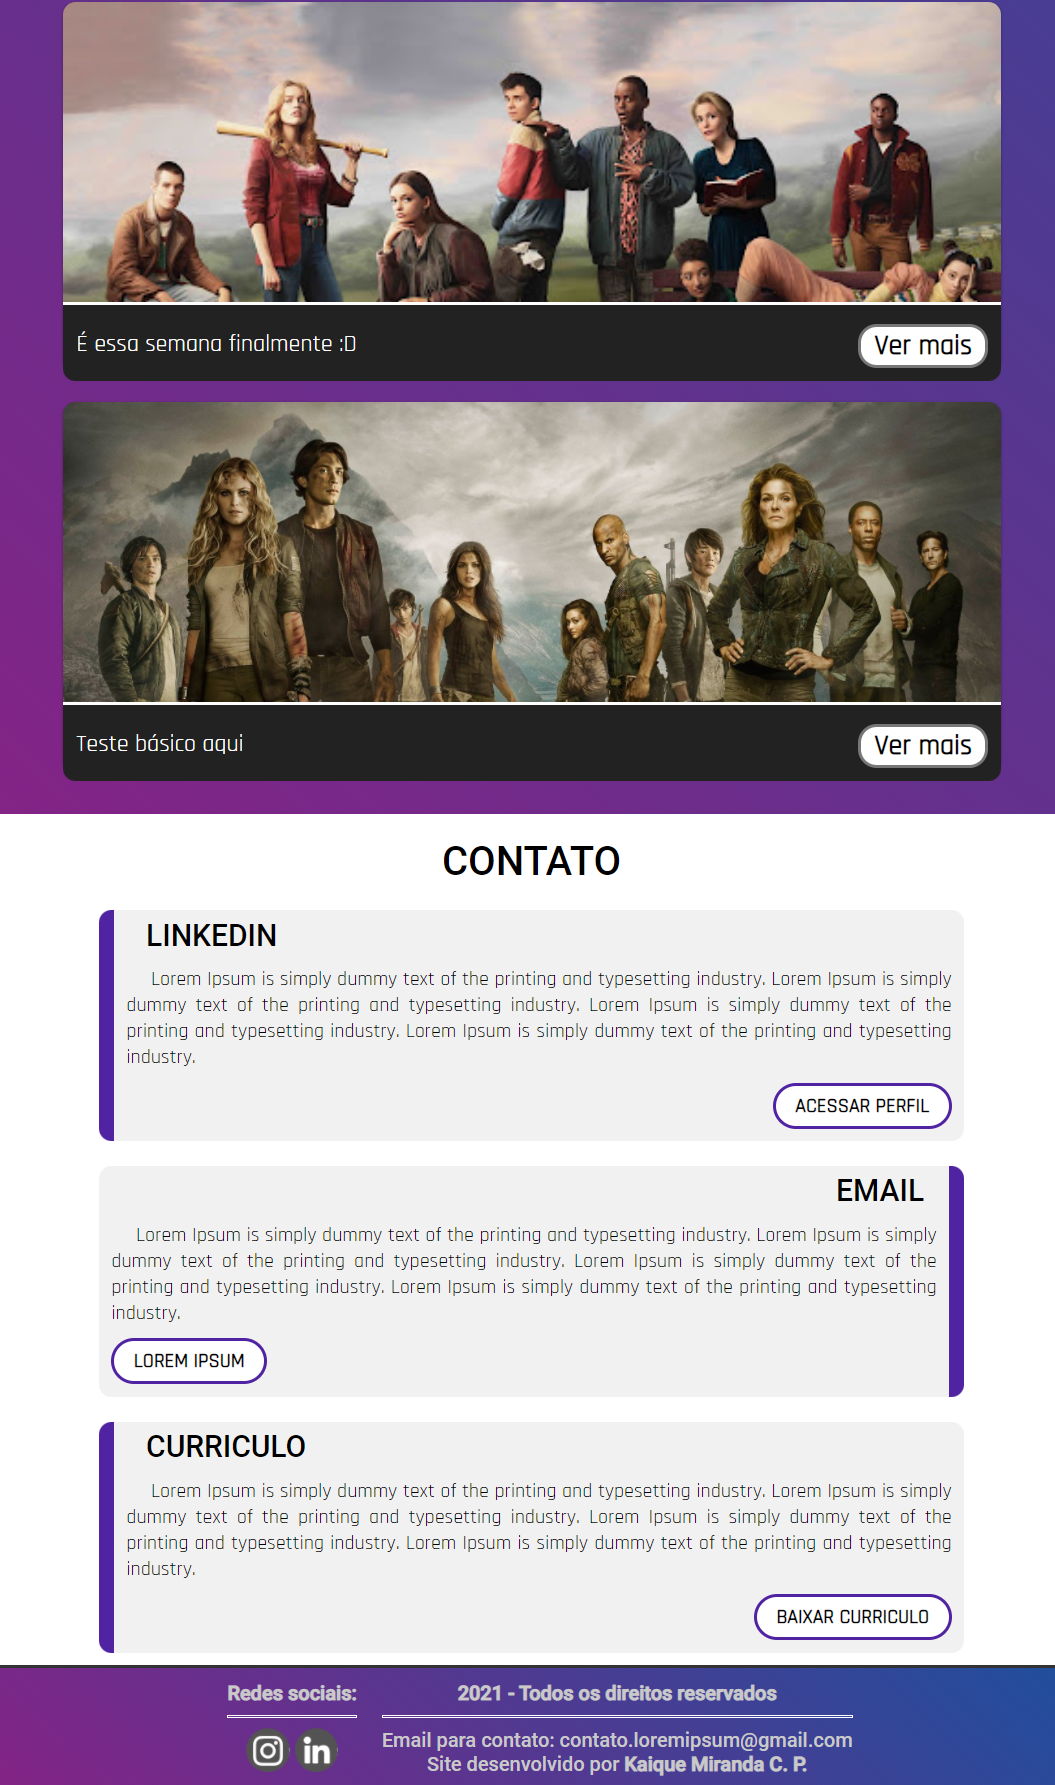 É essa semana finalmente :D
Ver mais
Teste básico aqui
Ver mais
CONTATO
LINKEDIN
Lorem Ipsum is simply dummy text of the printing and typesetting industry. Lorem Ipsum is simply
dummy text of the printing and typesetting industry. Lorem Ipsum is simply dummy text of the
printing and typesetting industry. Lorem Ipsum is simply dummy text of the printing and typesetting
industry.
ACESSAR PERFIL
EMAIL
Lorem Ipsum is simply dummy text of the printing and typesetting industry. Lorem Ipsum is simply
dummy text of the printing and typesetting industry. Lorem Ipsum is simply dummy text of the
printing and typesetting industry. Lorem Ipsum is simply dummy text of the printing and typesetting
industry.
LOREM IPSUM
CURRICULO
Lorem Ipsum is simply dummy text of the printing and typesetting industry. Lorem Ipsum is simply
dummy text of the printing and typesetting industry. Lorem Ipsum is simply dummy text of the
printing and typesetting industry. Lorem Ipsum is simply dummy text of the printing and typesetting
industry.
BAIXAR CURRICULO
Redes sociais:
2021 - Todos os direitos reservados
Email para contato: contato.loremipsum@gmail.com
Site desenvolvido por Kaique Miranda C. P.